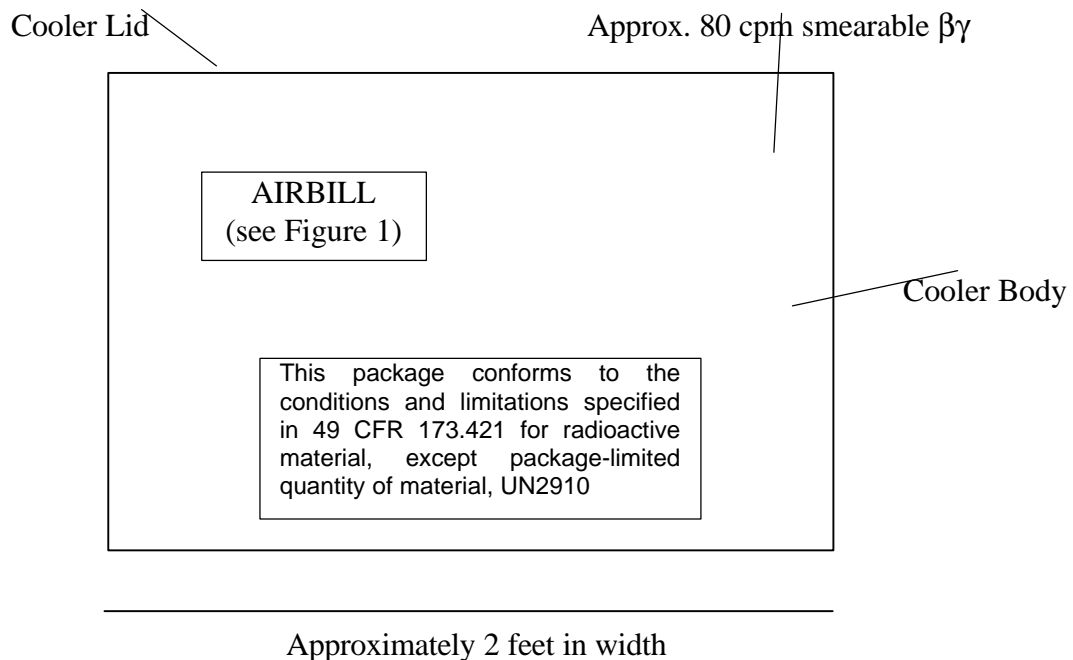 Cooler Lid
Approx. 80 cpm smearable βγ
AIRBILL
(see Figure 1)
Cooler Body
This package conforms to the
conditions and limitations specified
in 49 CFR 173.421 for radioactive
material, except package-limited
quantity of material, UN2910
Approximately 2 feet in width